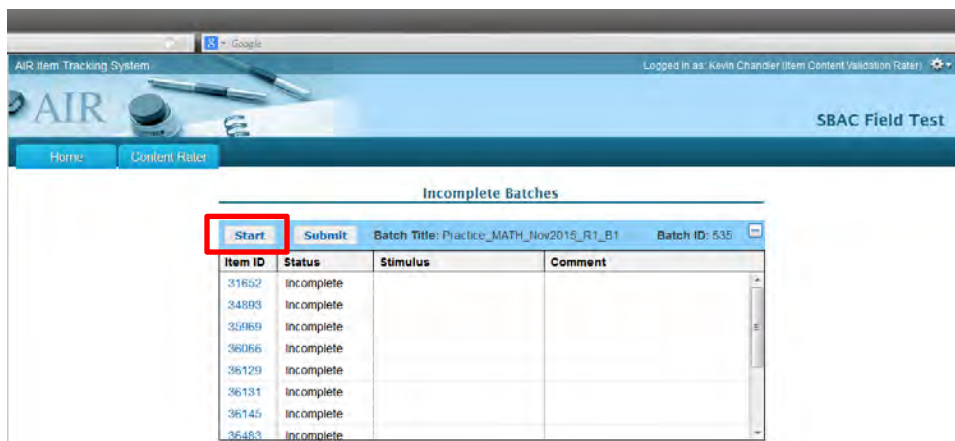 Google
AIR Item Tracking System
Logged in as: Kevin Chandler (Item Content Validation Rater)
AIR
SBAC Field Test
Home Content Rater
Incomplete Batches
Start Submit Batch Title: Practice_MATH_Nov2015_R1_B1 Batch ID: 535
Item ID Status Stimulus Comment
31652 Incomplete
34893 Incomplete
35969 Incomplete
36066 Incomplete
36129 Incomplete
36131 Incomplete
36145 Incomplete
36483 Incomplete